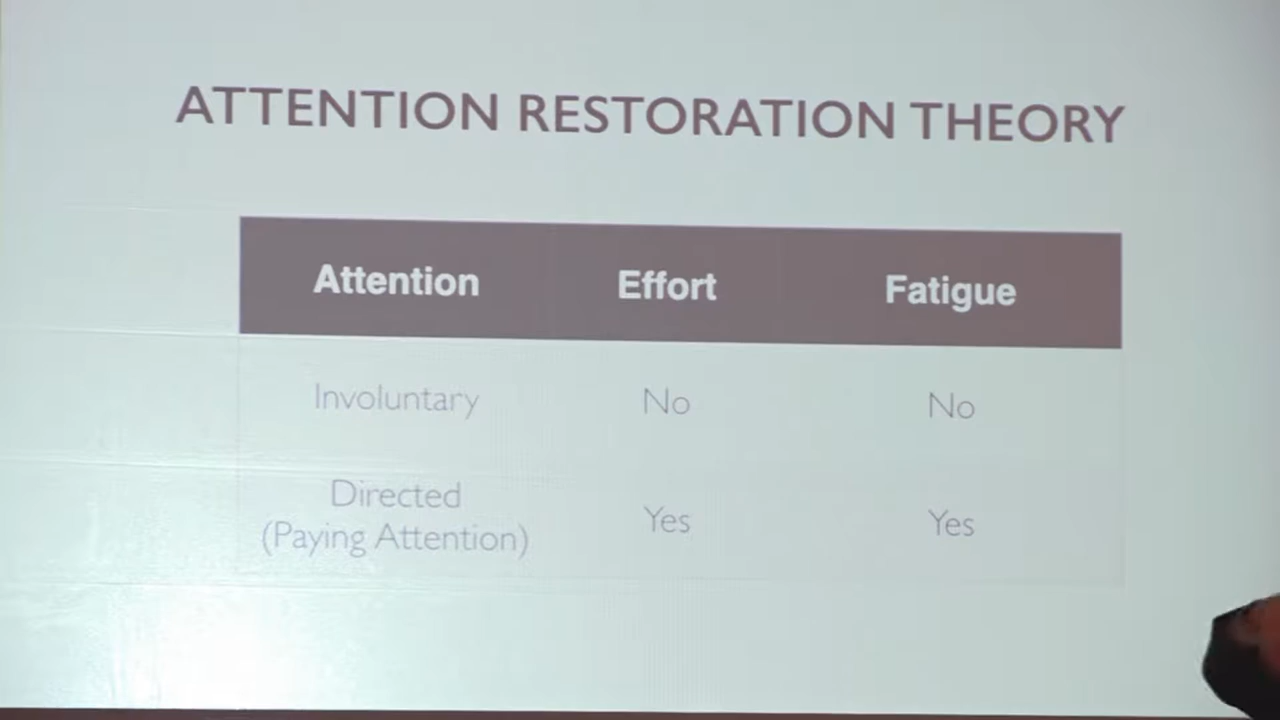 ATTENTION RESTORATION THEORY
Attention Effort Fatigue
Involuntary No No
Directed
(Paying Attention) Yes Yes